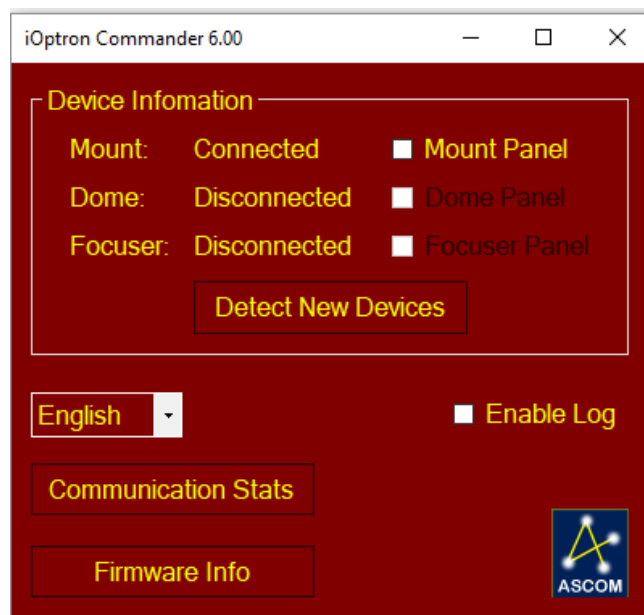 iOptron Commander 6.00
Device Infomation
Mount: Connected Mount Panel
Dome: Disconnected Dome Panel
Focuser: Disconnected Focuser Panel
Detect New Devices
English Enable Log
Communication Stats
Firmware Info
ASCOM